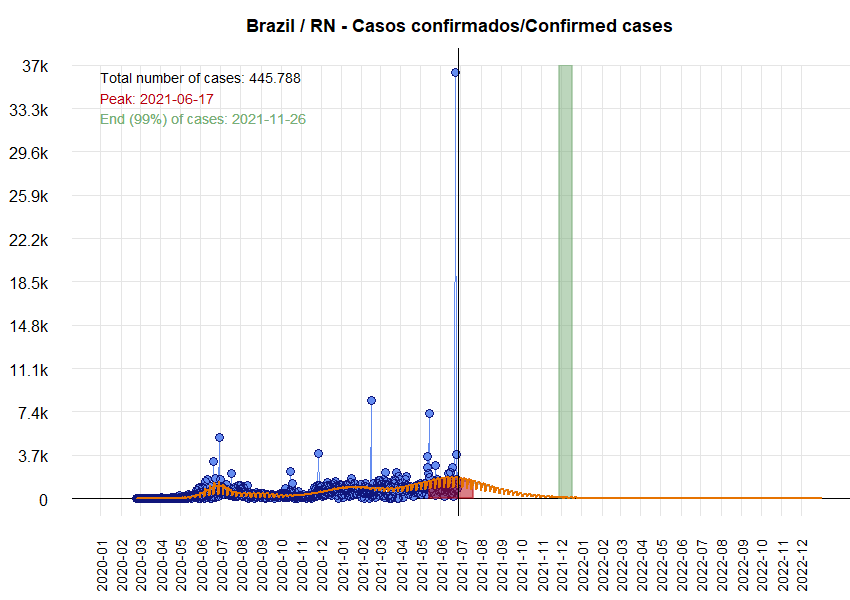 Brazil / RN - Casos confirmados/Confirmed cases
Total number of cases: 445.788
Peak: 2021-06-17
End (99%) of cases: 2021-11-26
37k
33.3k
29.6k
25.9k
22.2k
18.5k
14.8k
11.1k
7.4k
3.7k
0
2020-01
2020-02
2020-03
2020-04
2020-05
2020-06
2020-07
2020-08
2020-09
2020-10
2020-11
2020-12
2021-01
2021-02
2021-03
2021-04
2021-05
2021-06
2021-07
2021-08
2021-09
2021-10
2021-11
2021-12
2022-01
2022-02
2022-03
2022-04
2022-05
2022-06
2022-07
2022-08
2022-09
2022-10
2022-11
2022-12